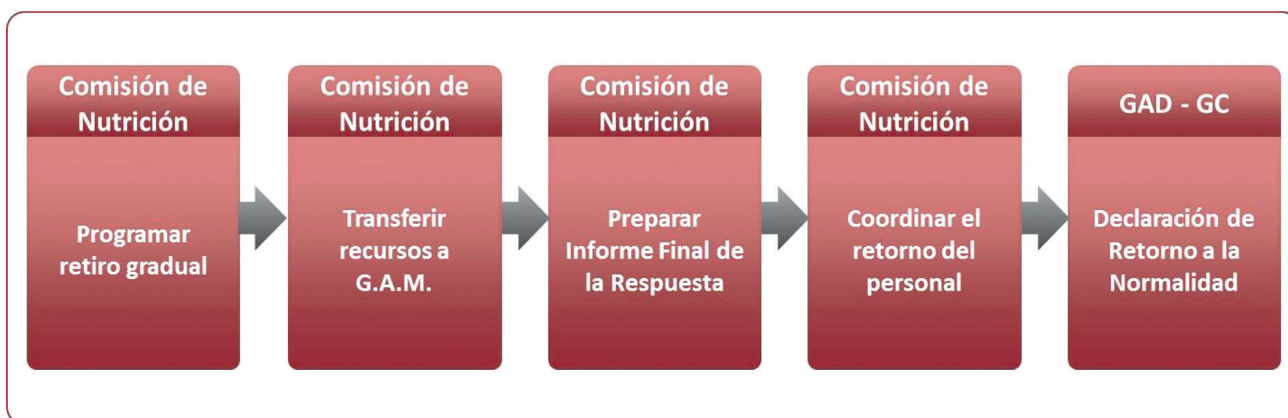 Comisión de
Nutrición
Programar
retiro gradual
Comisión de
Nutrición
Transferir
recursos a
G.A.M.
Comisión de
Nutrición
Preparar
Informe Final de
la Respuesta
Comisión de
Nutrición
Coordinar el
retorno del
personal
GAD - GC
Declaración de
Retorno a la
Normalidad